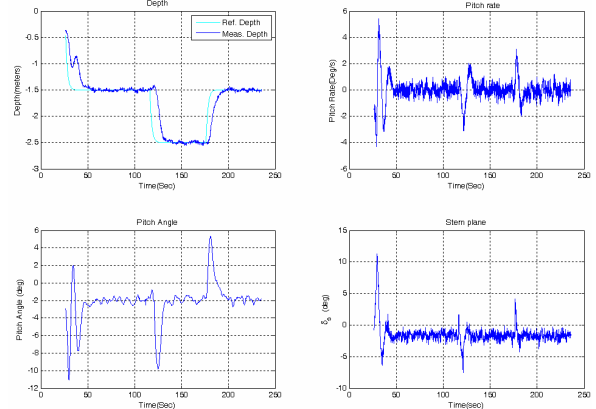 Depth
0
-0.5
-1
-1.5
-2
-2.5
-3
Depth(meters)
0 50 100 150 200 250
Time(Sec)
Ref. Depth
Meas. Depth
Pitch rate
6
4
2
0
-2
-4
-6
Pitch Rate(Deg/s)
0 50 100 150 200 250
Time(Sec)
Pitch Angle
6
4
2
0
-2
-4
-6
-8
-10
-12
Pitch Angle (deg)
0 50 100 150 200 250
Time(Sec)
Stern plane
15
10
5
0
-5
-10
(deg)
0 50 100 150 200 250
Time(Sec)